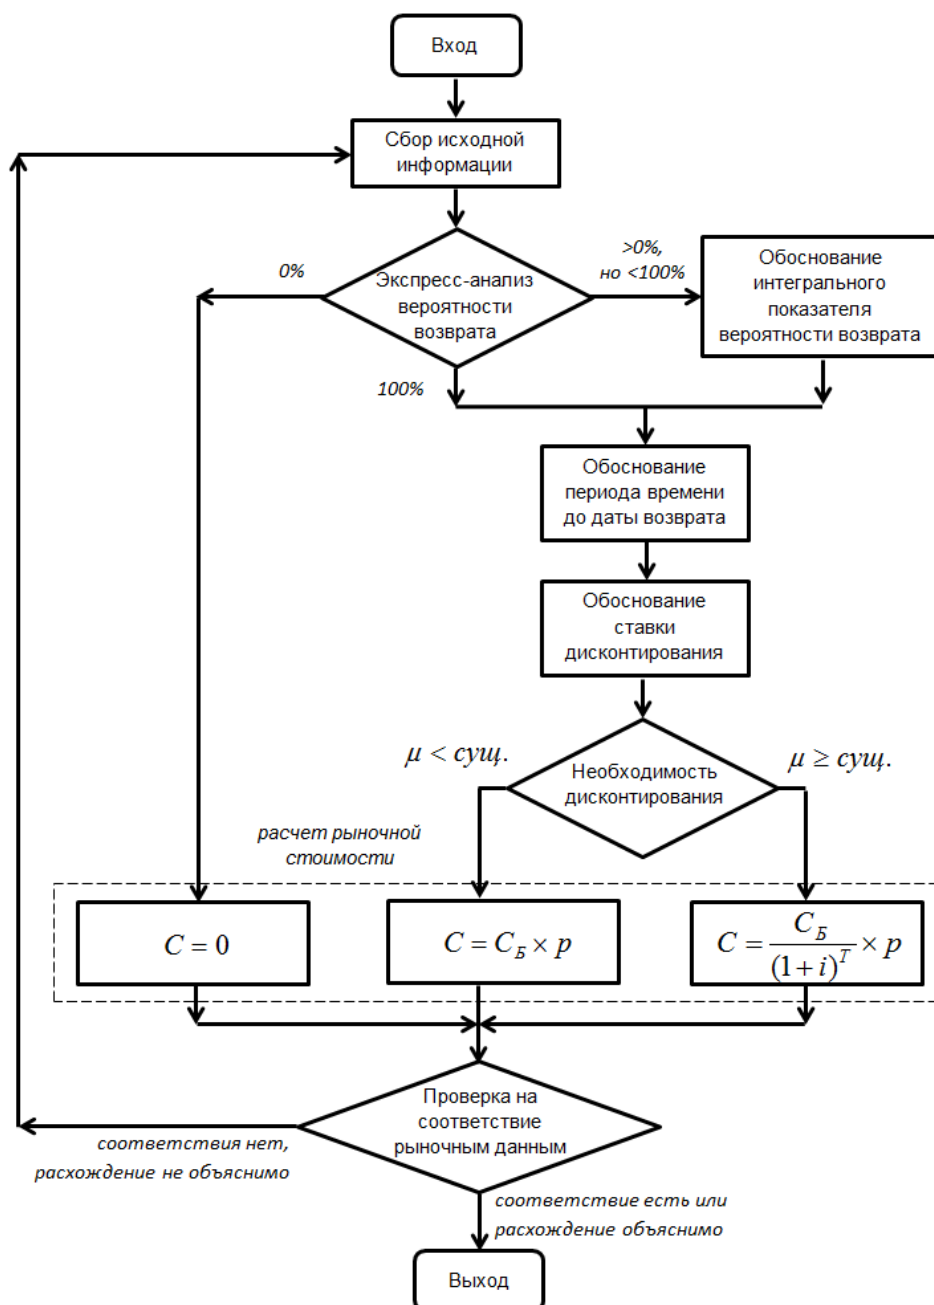 Вход
Сбор исходной
информации
0%
Экспресс-анализ
вероятности
возврата
>0%,
но <100%
Обоснование
интегрального
показателя
вероятности возврата
100%
Обоснование
периода времени
до даты возврата
Обоснование
ставки
дисконтирования
μ < сущ.
Необходимость
дисконтирования
μ ≥ сущ.
расчет рыночной
стоимости
C = 0
C = C_Б × p
C = C_Б / (1 + i)^T × p
Проверка на
соответствие
рыночным данным
соответствия нет,
расхождение не объяснимо
соответствие есть или
расхождение объяснимо
Выход